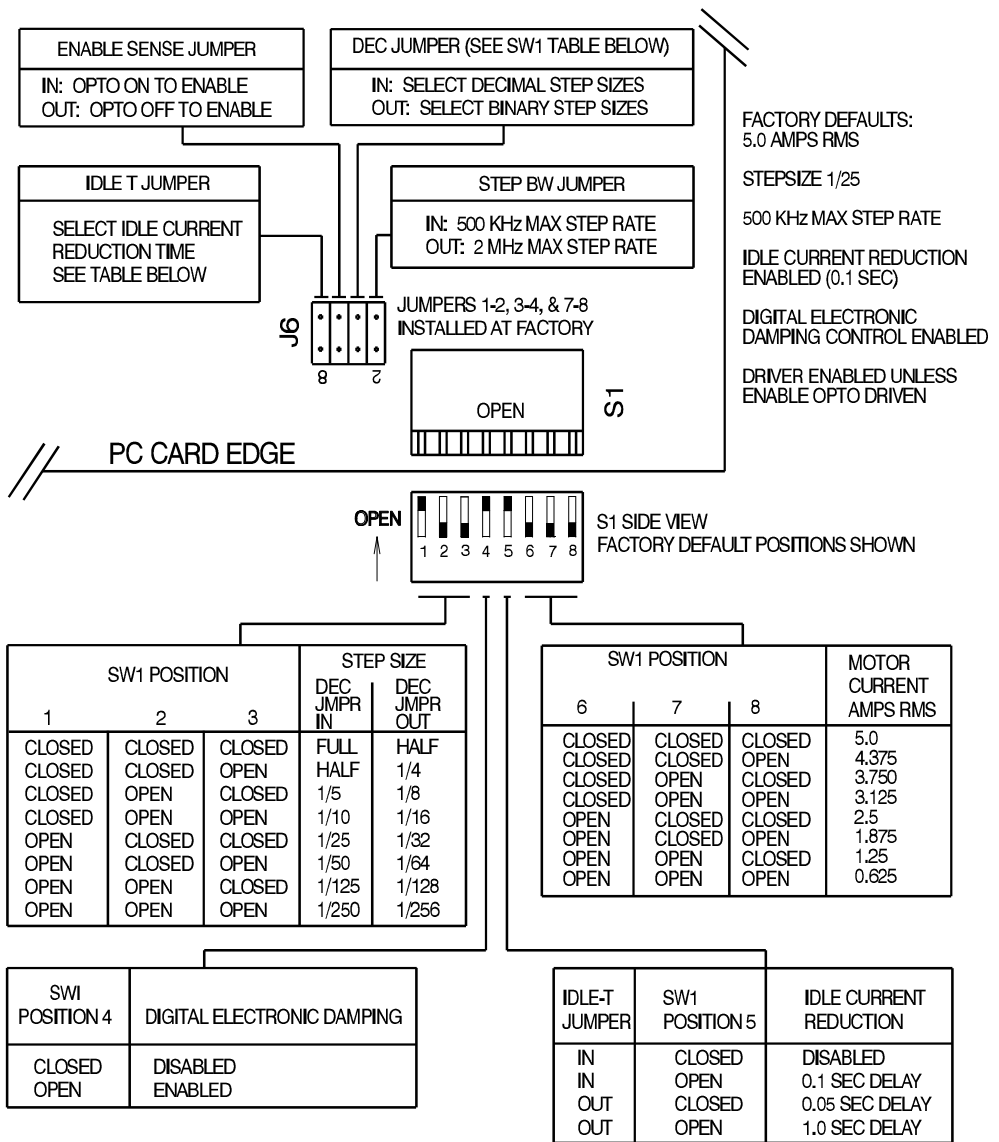 ENABLE SENSE JUMPER
IN: OPTO ON TO ENABLE
OUT: OPTO OFF TO ENABLE
DEC JUMPER (SEE SW1 TABLE BELOW)
IN: SELECT DECIMAL STEP SIZES
OUT: SELECT BINARY STEP SIZES
IDLE T JUMPER
SELECT IDLE CURRENT
REDUCTION TIME
SEE TABLE BELOW
STEP BW JUMPER
IN: 500 KHz MAX STEP RATE
OUT: 2 MHz MAX STEP RATE
FACTORY DEFAULTS:
5.0 AMPS RMS
STEPSIZE 1/25
500 KHz MAX STEP RATE
IDLE CURRENT REDUCTION
ENABLED (0.1 SEC)
DIGITAL ELECTRONIC
DAMPING CONTROL ENABLED
DRIVER ENABLED UNLESS
ENABLE OPTO DRIVEN
J6
8 2
JUMPERS 1-2, 3-4, & 7-8
INSTALLED AT FACTORY
OPEN
S1
PC CARD EDGE
OPEN
1 2 3 4 5 6 7 8
S1 SIDE VIEW
FACTORY DEFAULT POSITIONS SHOWN
SW1 POSITION STEP SIZE
1 2 3 DEC JMPR IN DEC JMPR OUT
CLOSED CLOSED CLOSED FULL HALF
CLOSED CLOSED OPEN HALF 1/4
CLOSED OPEN CLOSED 1/5 1/8
CLOSED OPEN OPEN 1/10 1/16
OPEN CLOSED CLOSED 1/25 1/32
OPEN CLOSED OPEN 1/50 1/64
OPEN OPEN CLOSED 1/125 1/128
OPEN OPEN OPEN 1/250 1/256
SW1 POSITION MOTOR CURRENT AMPS RMS
6 7 8
CLOSED CLOSED CLOSED 5.0
CLOSED CLOSED OPEN 4.375
CLOSED OPEN CLOSED 3.750
CLOSED OPEN OPEN 3.125
OPEN CLOSED CLOSED 2.5
OPEN CLOSED OPEN 1.875
OPEN OPEN CLOSED 1.25
OPEN OPEN OPEN 0.625
SWI
POSITION 4 DIGITAL ELECTRONIC DAMPING
CLOSED DISABLED
OPEN ENABLED
IDLE-T SW1 IDLE CURRENT
JUMPER POSITION 5 REDUCTION
IN CLOSED DISABLED
IN OPEN 0.1 SEC DELAY
OUT CLOSED 0.05 SEC DELAY
OUT OPEN 1.0 SEC DELAY